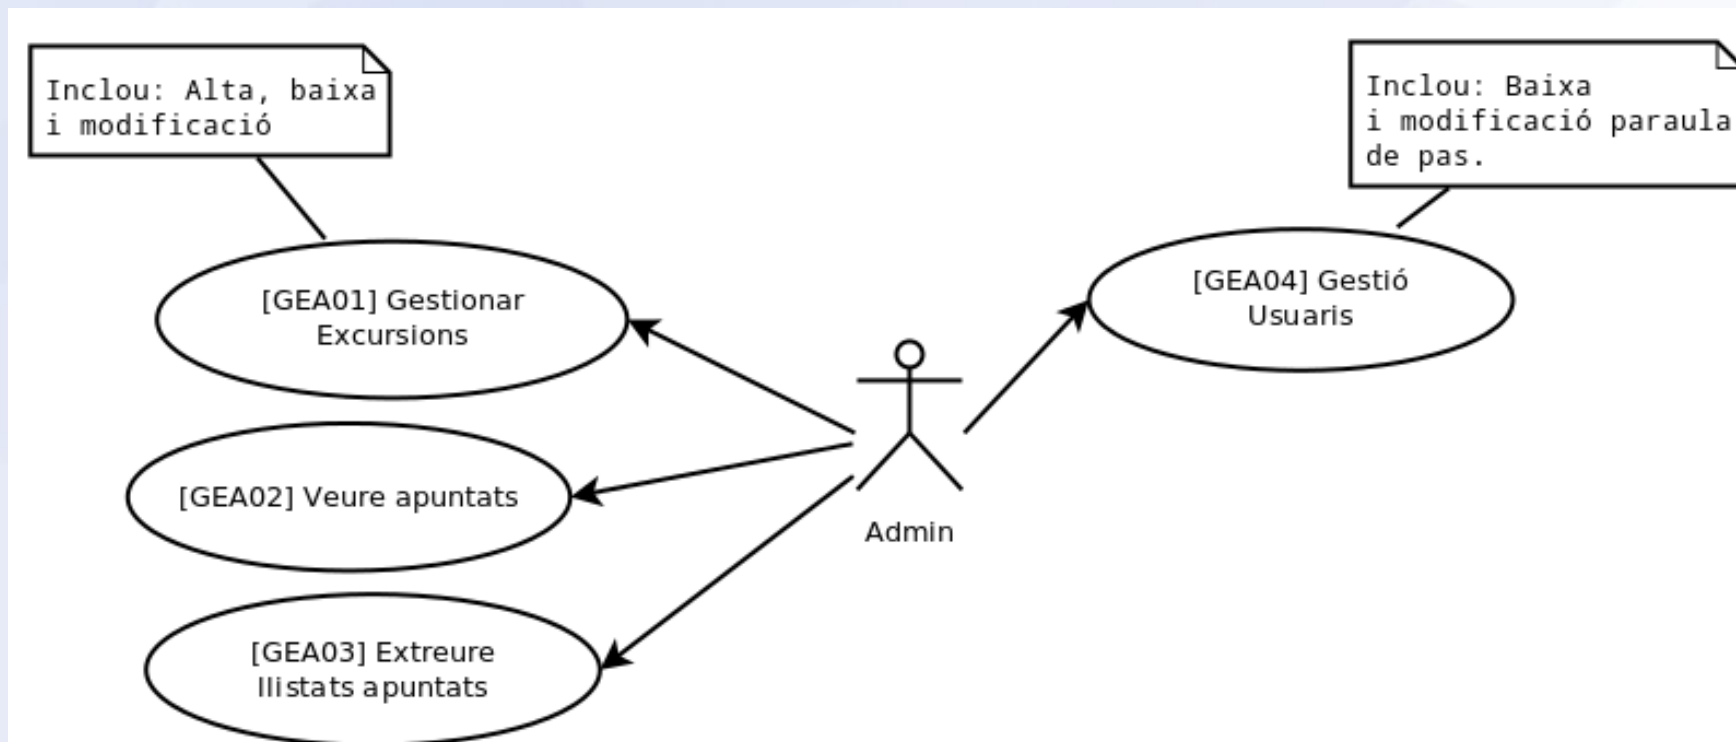 Inclou: Alta, baixa
i modificació
Inclou: Baixa
i modificació paraula
de pas.
[GEA01] Gestionar
Excursions
[GEA04] Gestió
Usuaris
[GEA02] Veure apuntats
Admin
[GEA03] Extreure
llistats apuntats